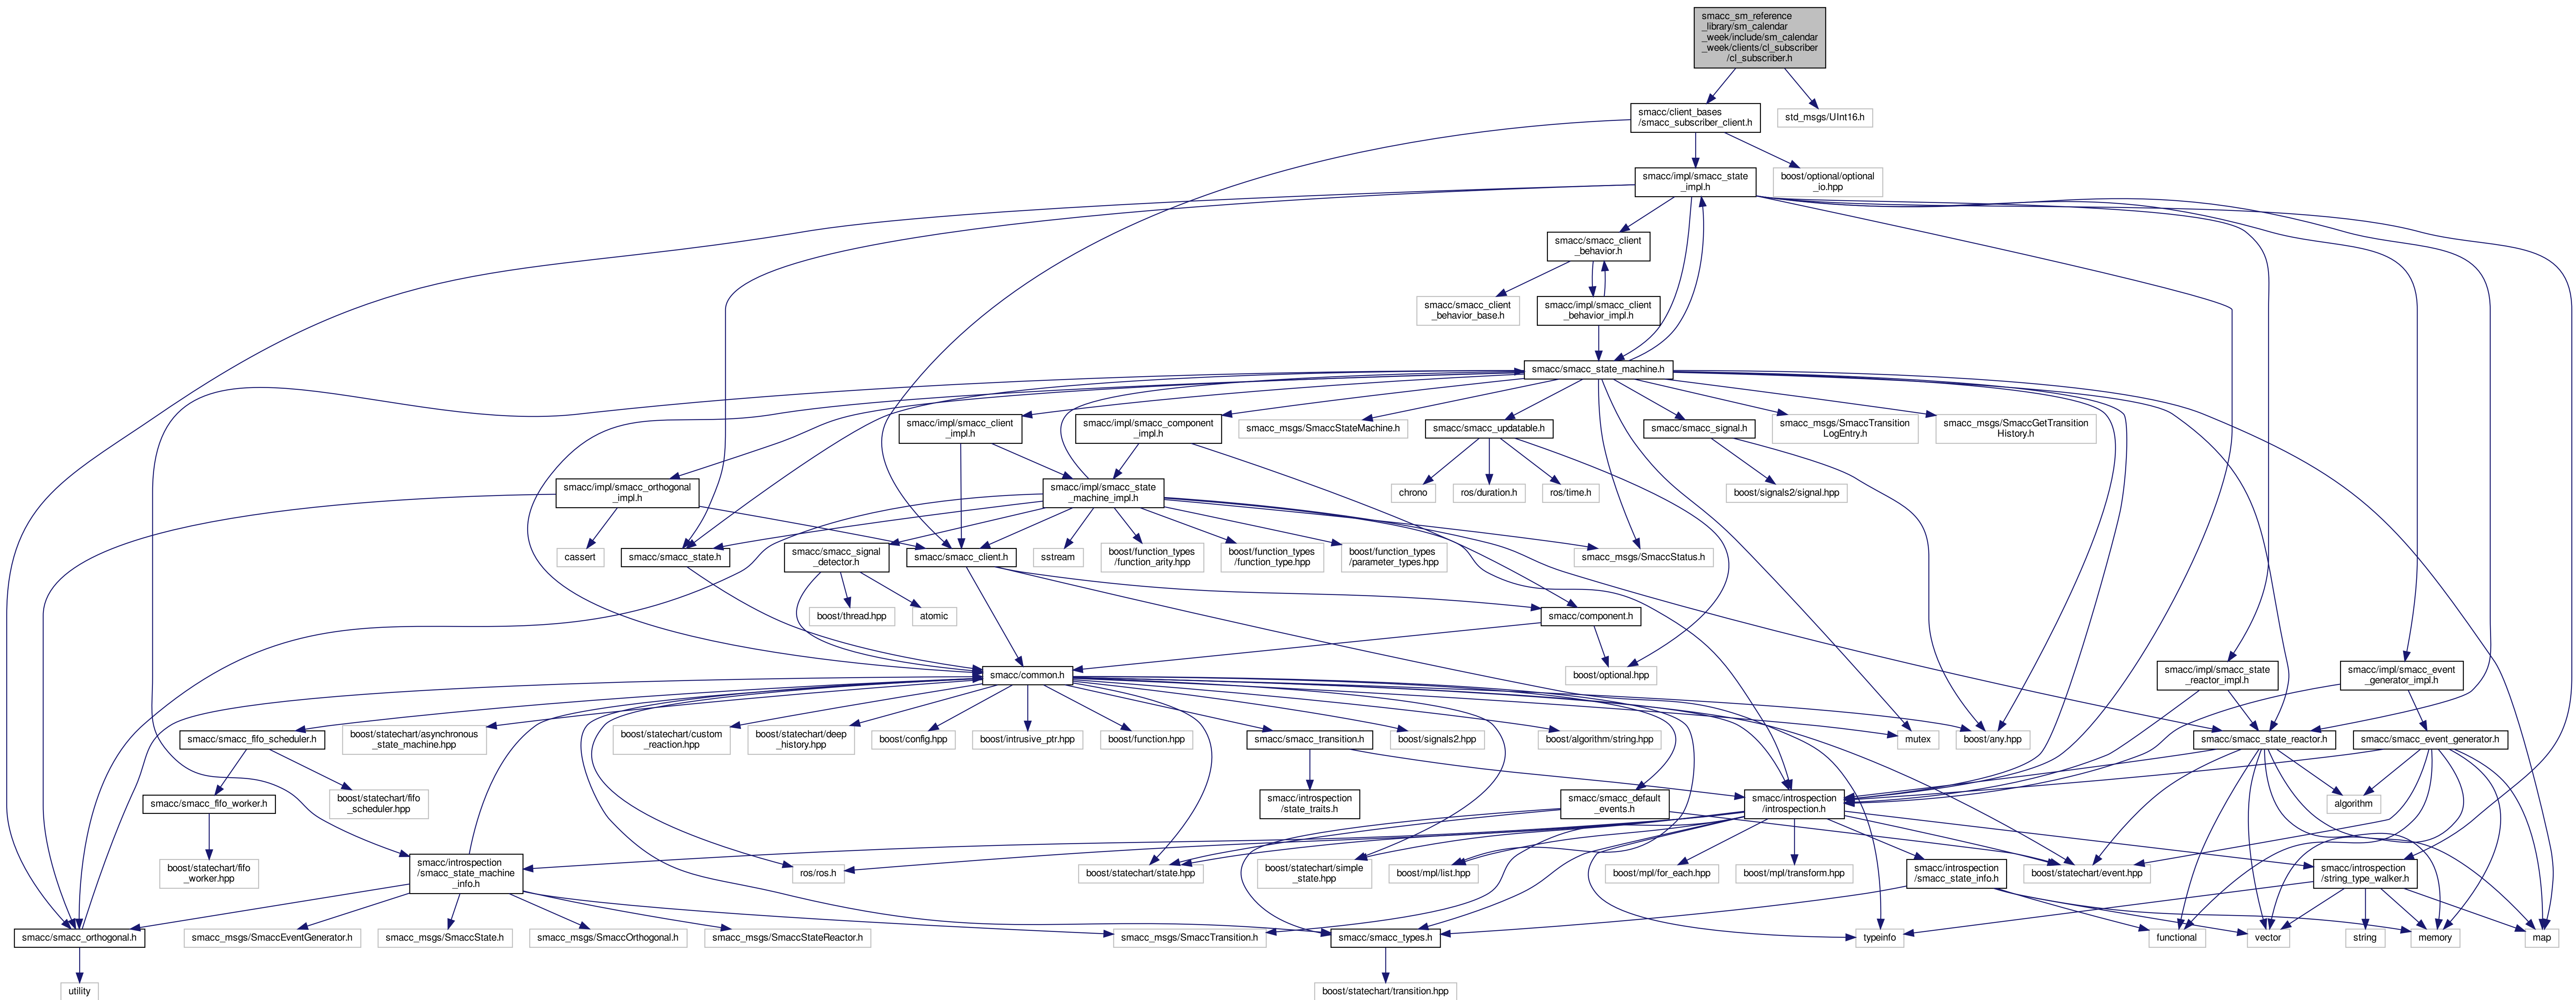 smacc_sm_reference
_library/sm_calendar
_week/include/sm_calendar
_week/clients/cl_subscriber
/cl_subscriber.h
smacc/client_bases
/smacc_subscriber_client.h
std_msgs/UInt16.h
smacc/impl/smacc_state
_impl.h
boost/optional/optional
_io.hpp
smacc/smacc_client
_behavior.h
smacc/smacc_client
_behavior_base.h
smacc/impl/smacc_client
_behavior_impl.h
smacc/smacc_state_machine.h
smacc/impl/smacc_client
_impl.h
smacc/impl/smacc_component
_impl.h
smacc_msgs/SmaccStateMachine.h
smacc/smacc_updatable.h
smacc/smacc_signal.h
smacc_msgs/SmaccTransition
LogEntry.h
smacc_msgs/SmaccGetTransition
History.h
smacc/impl/smacc_orthogonal
_impl.h
smacc/impl/smacc_state
_machine_impl.h
chrono
ros/duration.h
ros/time.h
boost/signals2/signal.hpp
cassert
smacc/smacc_state.h
smacc/smacc_signal
_detector.h
smacc/smacc_client.h
sstream
boost/function_types
/function_arity.hpp
boost/function_types
/function_type.hpp
boost/function_types
/parameter_types.hpp
smacc_msgs/SmaccStatus.h
boost/thread.hpp
atomic
smacc/component.h
smacc/common.h
boost/optional.hpp
smacc/impl/smacc_state
_reactor_impl.h
smacc/impl/smacc_event
_generator_impl.h
smacc/smacc_fifo_scheduler.h
boost/statechart/asynchronous
_state_machine.hpp
boost/statechart/custom
_reaction.hpp
boost/statechart/deep
_history.hpp
boost/config.hpp
boost/intrusive_ptr.hpp
boost/function.hpp
smacc/smacc_transition.h
boost/signals2.hpp
boost/algorithm/string.hpp
mutex
boost/any.hpp
smacc/smacc_state_reactor.h
smacc/smacc_event_generator.h
smacc/smacc_fifo_worker.h
boost/statechart/fifo
_scheduler.hpp
smacc/introspection
/state_traits.h
smacc/smacc_default
_events.h
smacc/introspection
/introspection.h
algorithm
smacc/introspection
/smacc_state_machine
_info.h
boost/statechart/fifo
_worker.hpp
ros/ros.h
boost/statechart/state.hpp
boost/statechart/simple
_state.hpp
boost/mpl/list.hpp
boost/mpl/for_each.hpp
boost/mpl/transform.hpp
smacc/introspection
/smacc_state_info.h
boost/statechart/event.hpp
smacc/introspection
/string_type_walker.h
smacc/smacc_orthogonal.h
smacc_msgs/SmaccEventGenerator.h
smacc_msgs/SmaccState.h
smacc_msgs/SmaccOrthogonal.h
smacc_msgs/SmaccStateReactor.h
smacc_msgs/SmaccTransition.h
smacc/smacc_types.h
typeinfo
functional
vector
string
memory
map
utility
boost/statechart/transition.hpp